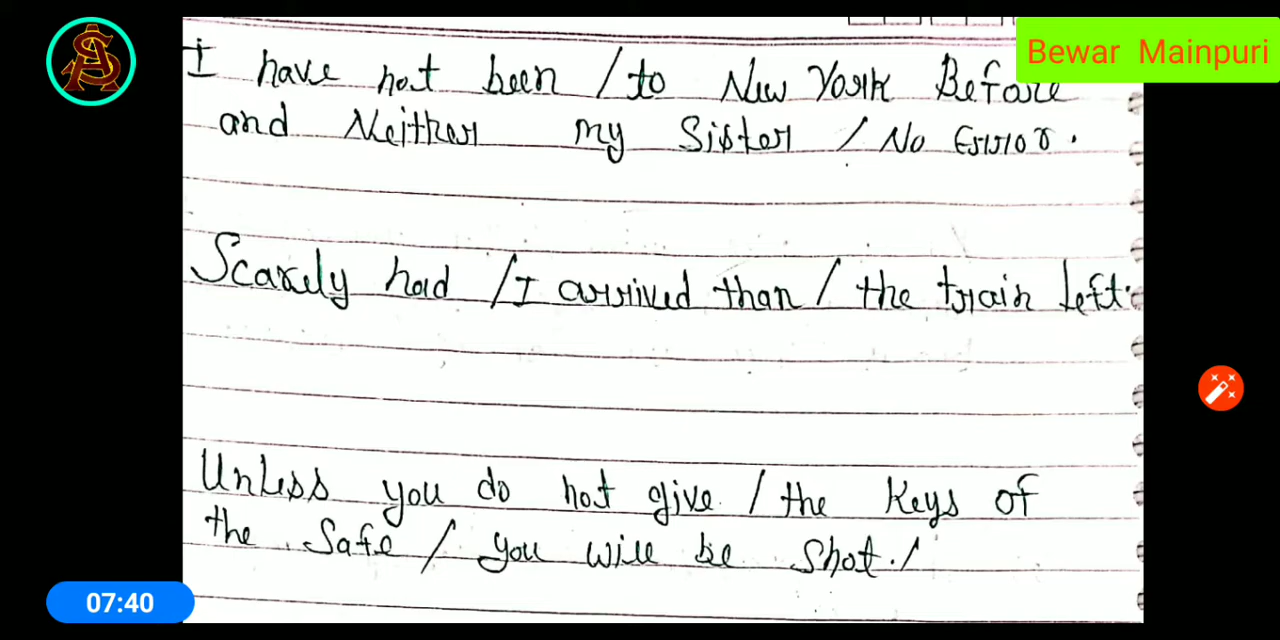 Bewar Mainpuri
I have not been / to New York Before
and Neither my Sister / No Error.
Scarely had / I arrived than / the train left.
Unless you do not give / the Keys of
the Safe / you will be Shot. /
07:40